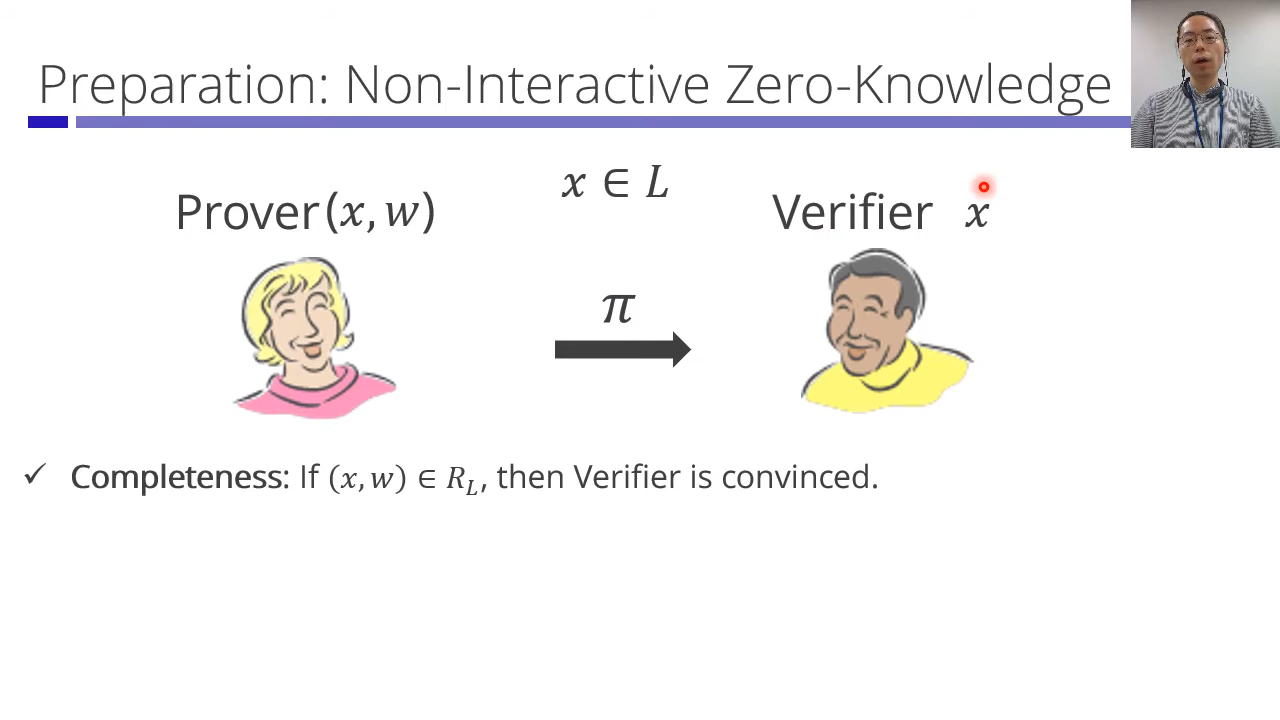 Preparation: Non-Interactive Zero-Knowledge
x ∈ L
Prover (x, w)
Verifier x
π
✓ Completeness: If (x, w) ∈ R_L, then Verifier is convinced.